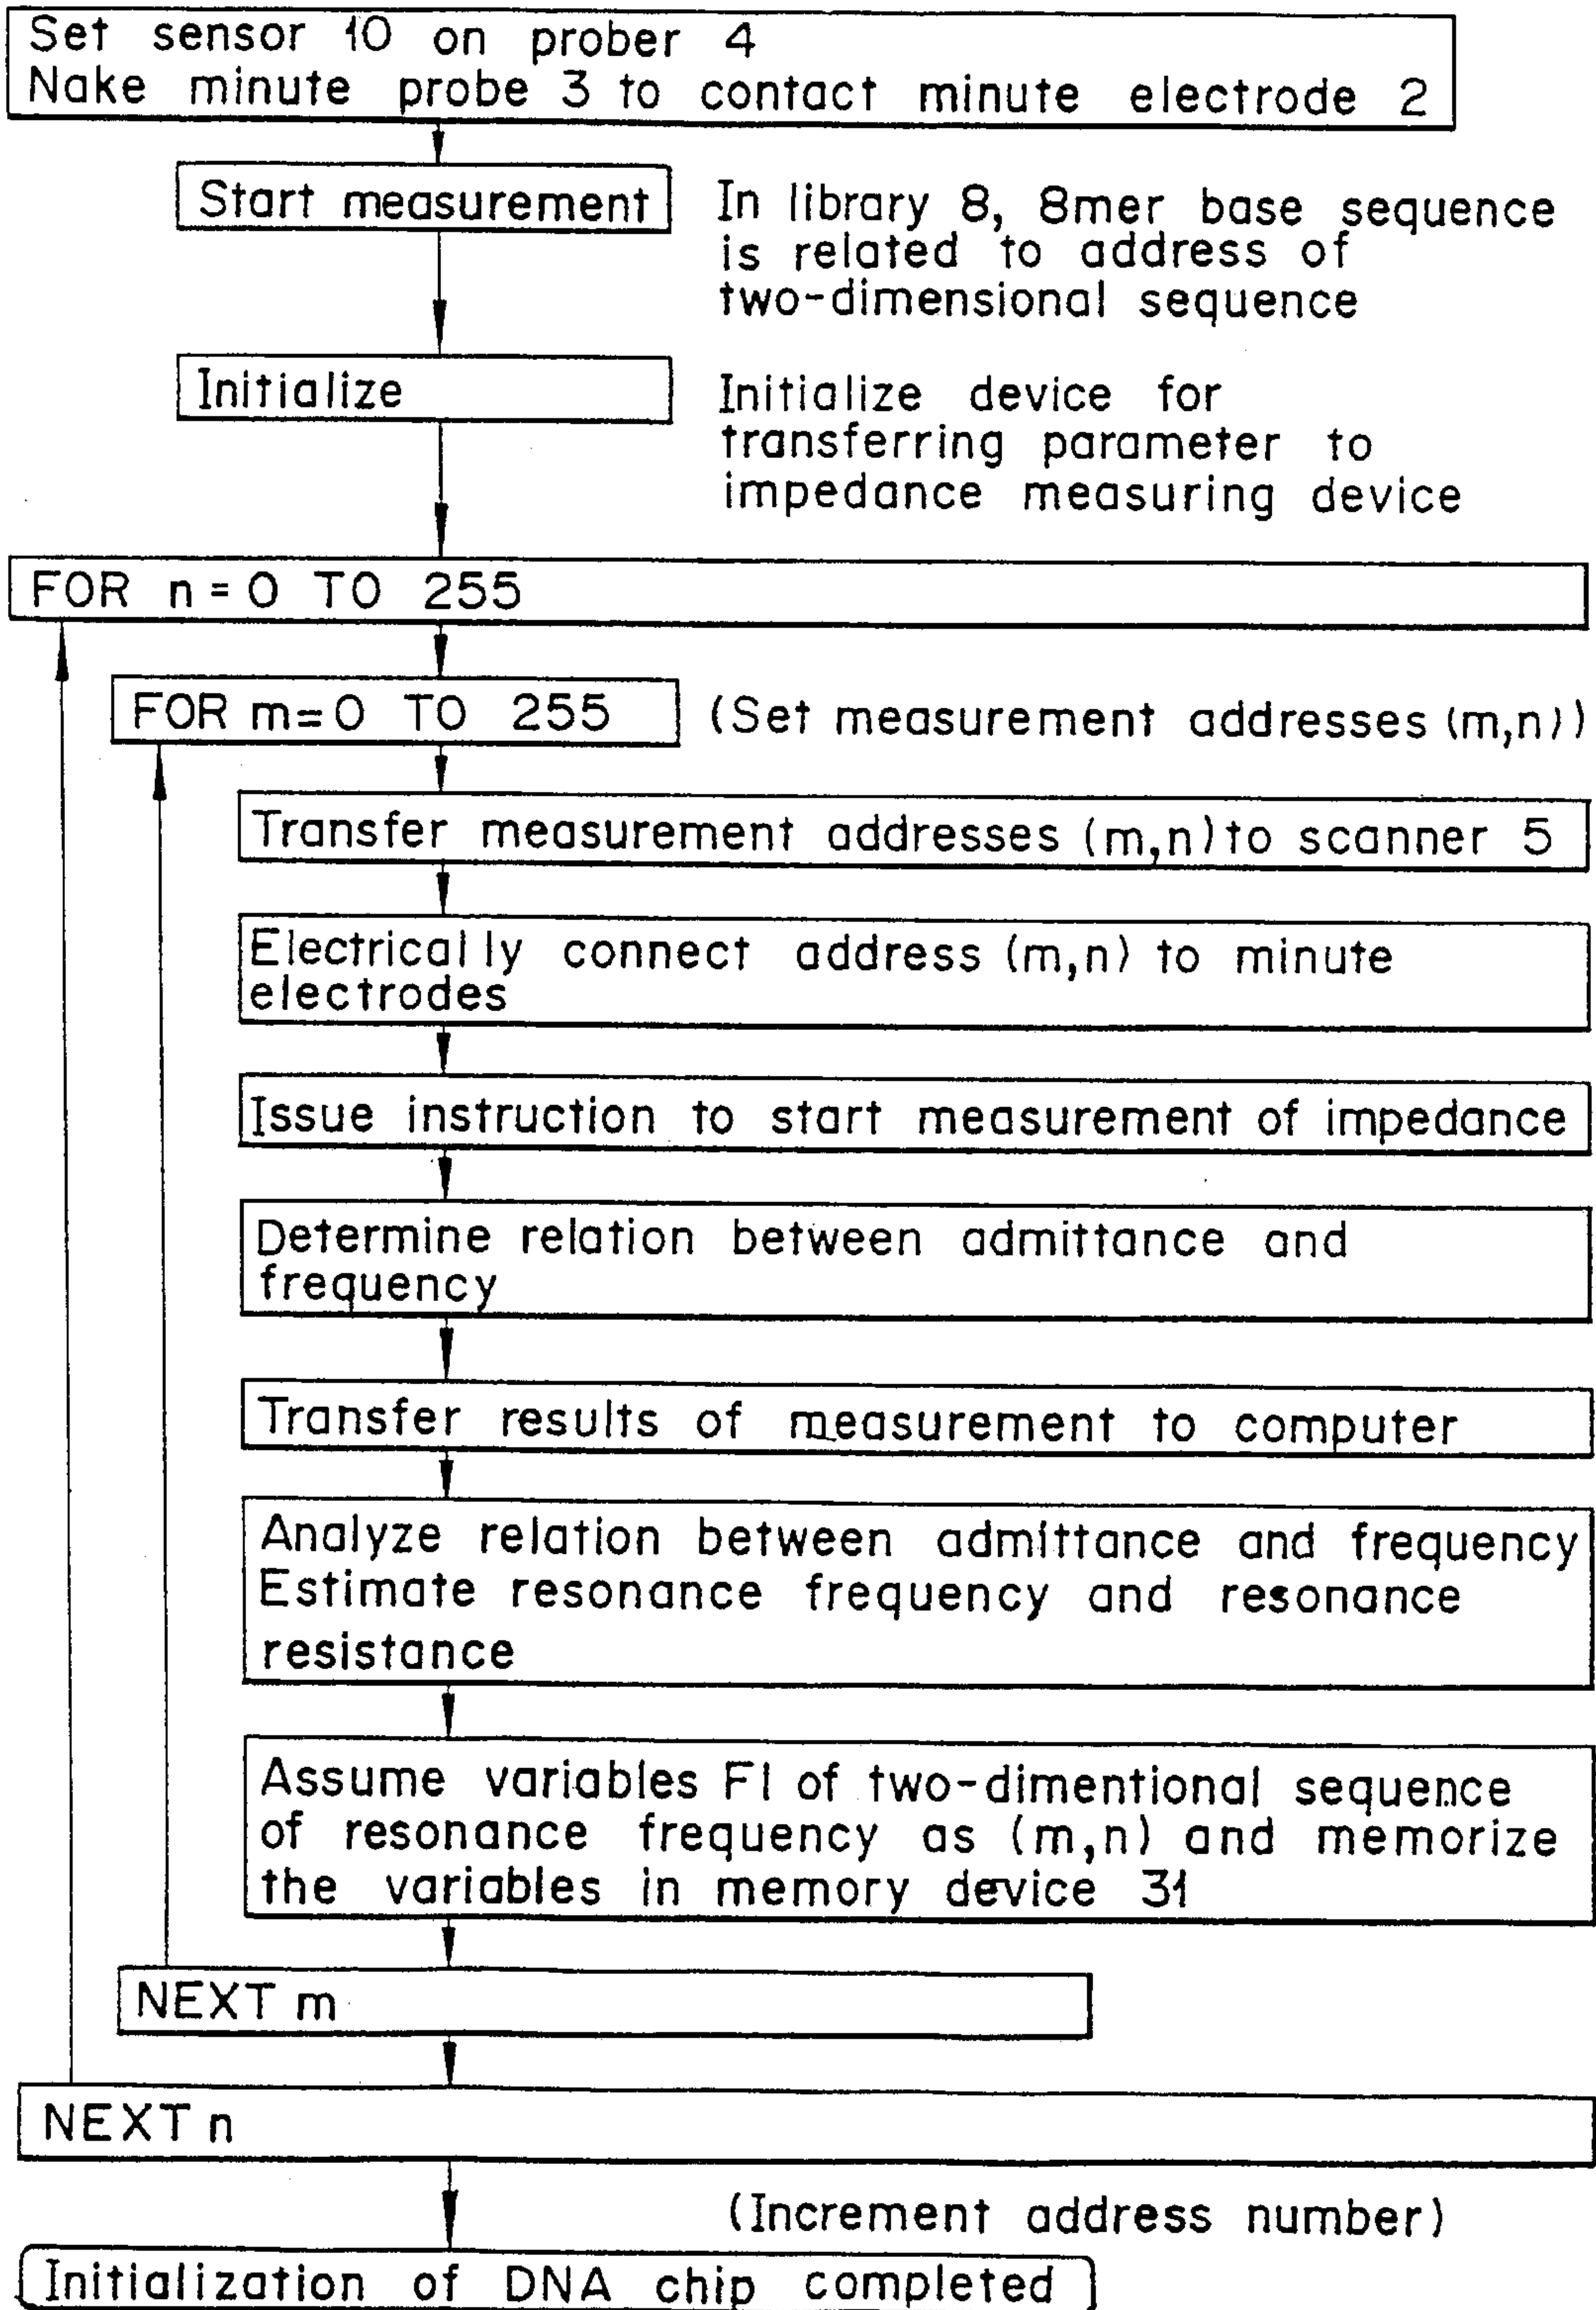 Set sensor 10 on prober 4
Nake minute probe 3 to contact minute electrode 2
Start measurement
In library 8, 8mer base sequence
is related to address of
two-dimensional sequence
Initialize
Initialize device for
transferring parameter to
impedance measuring device
FOR n=0 TO 255
FOR m=0 TO 255
(Set measurement addresses (m,n))
Transfer measurement addresses (m,n) to scanner 5
Electrically connect address (m,n) to minute
electrodes
Issue instruction to start measurement of impedance
Determine relation between admittance and
frequency
Transfer results of measurement to computer
Analyze relation between admittance and frequency
Estimate resonance frequency and resonance
resistance
Assume variables F1 of two-dimentional sequence
of resonance frequency as (m,n) and memorize
the variables in memory device 31
NEXT m
NEXT n
(Increment address number)
Initialization of DNA chip completed